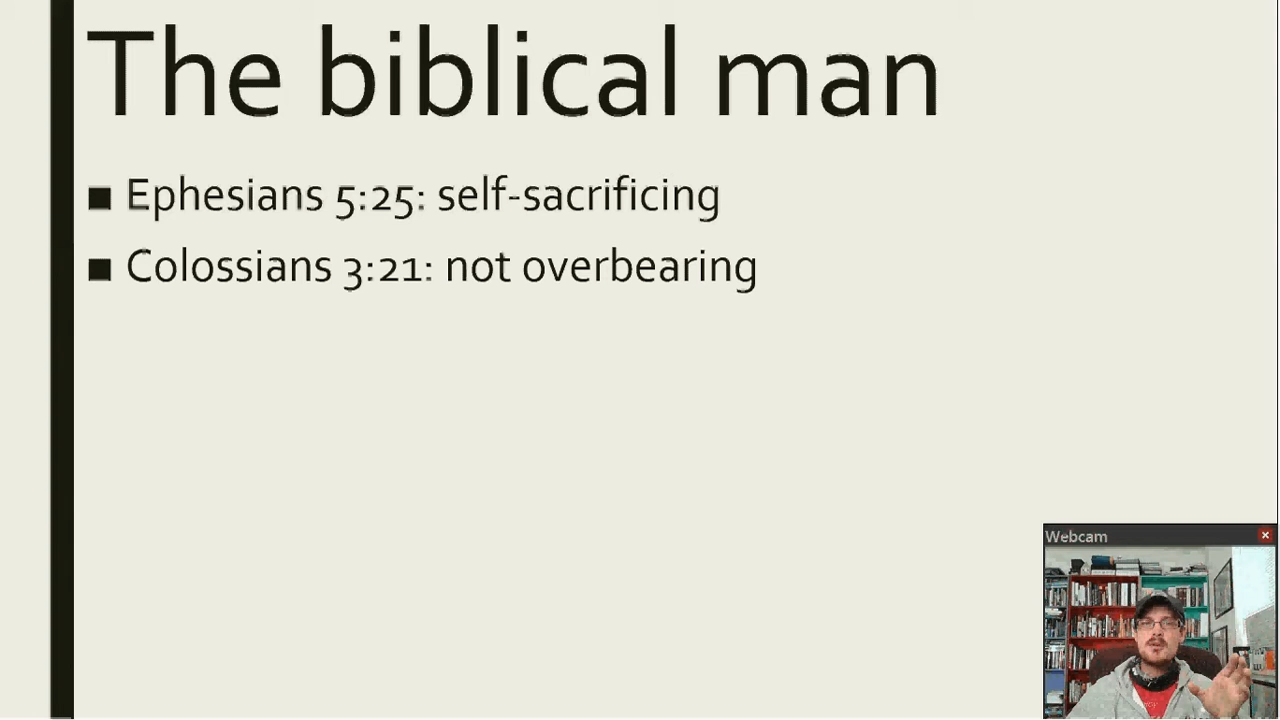 The biblical man
■ Ephesians 5:25: self-sacrificing
■ Colossians 3:21: not overbearing
Webcam